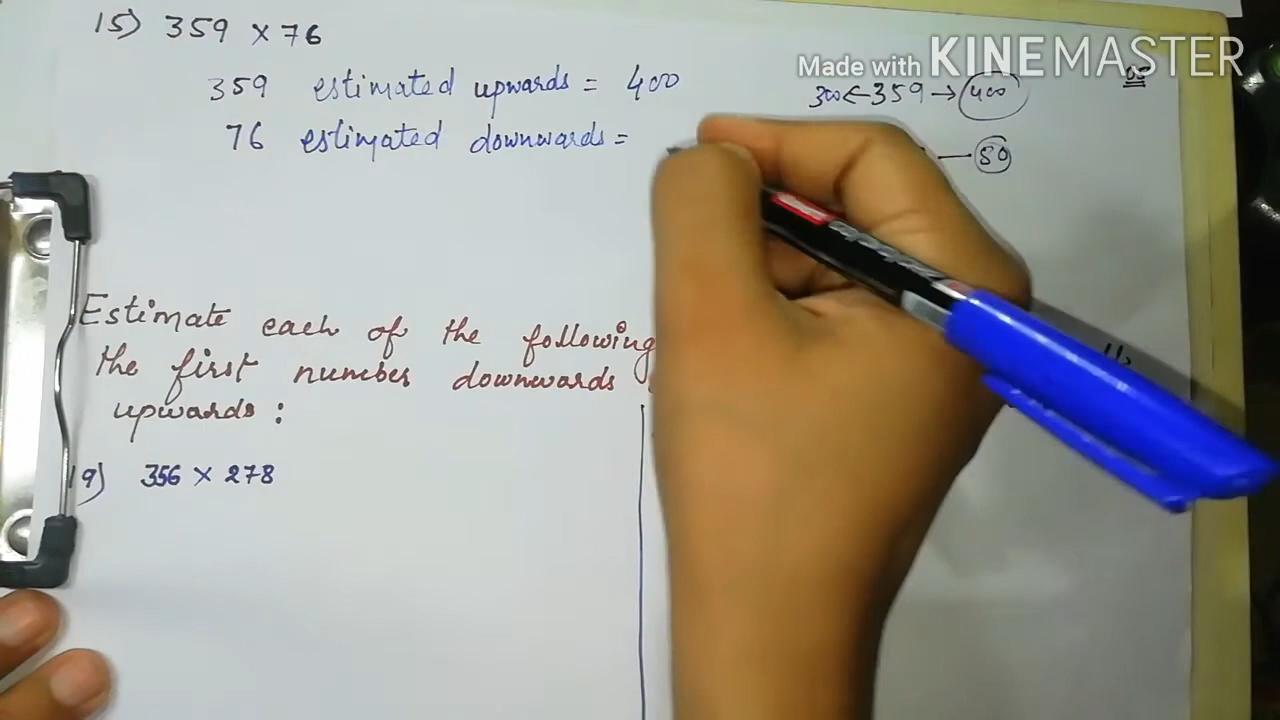 15) 359 × 76
Made with KINEMASTER
359 estimated upwards = 400
300 ← 359 → 400
76 estimated downwards =
— 80
Estimate each of the following
the first number downwards
upwards :
19) 356 × 278